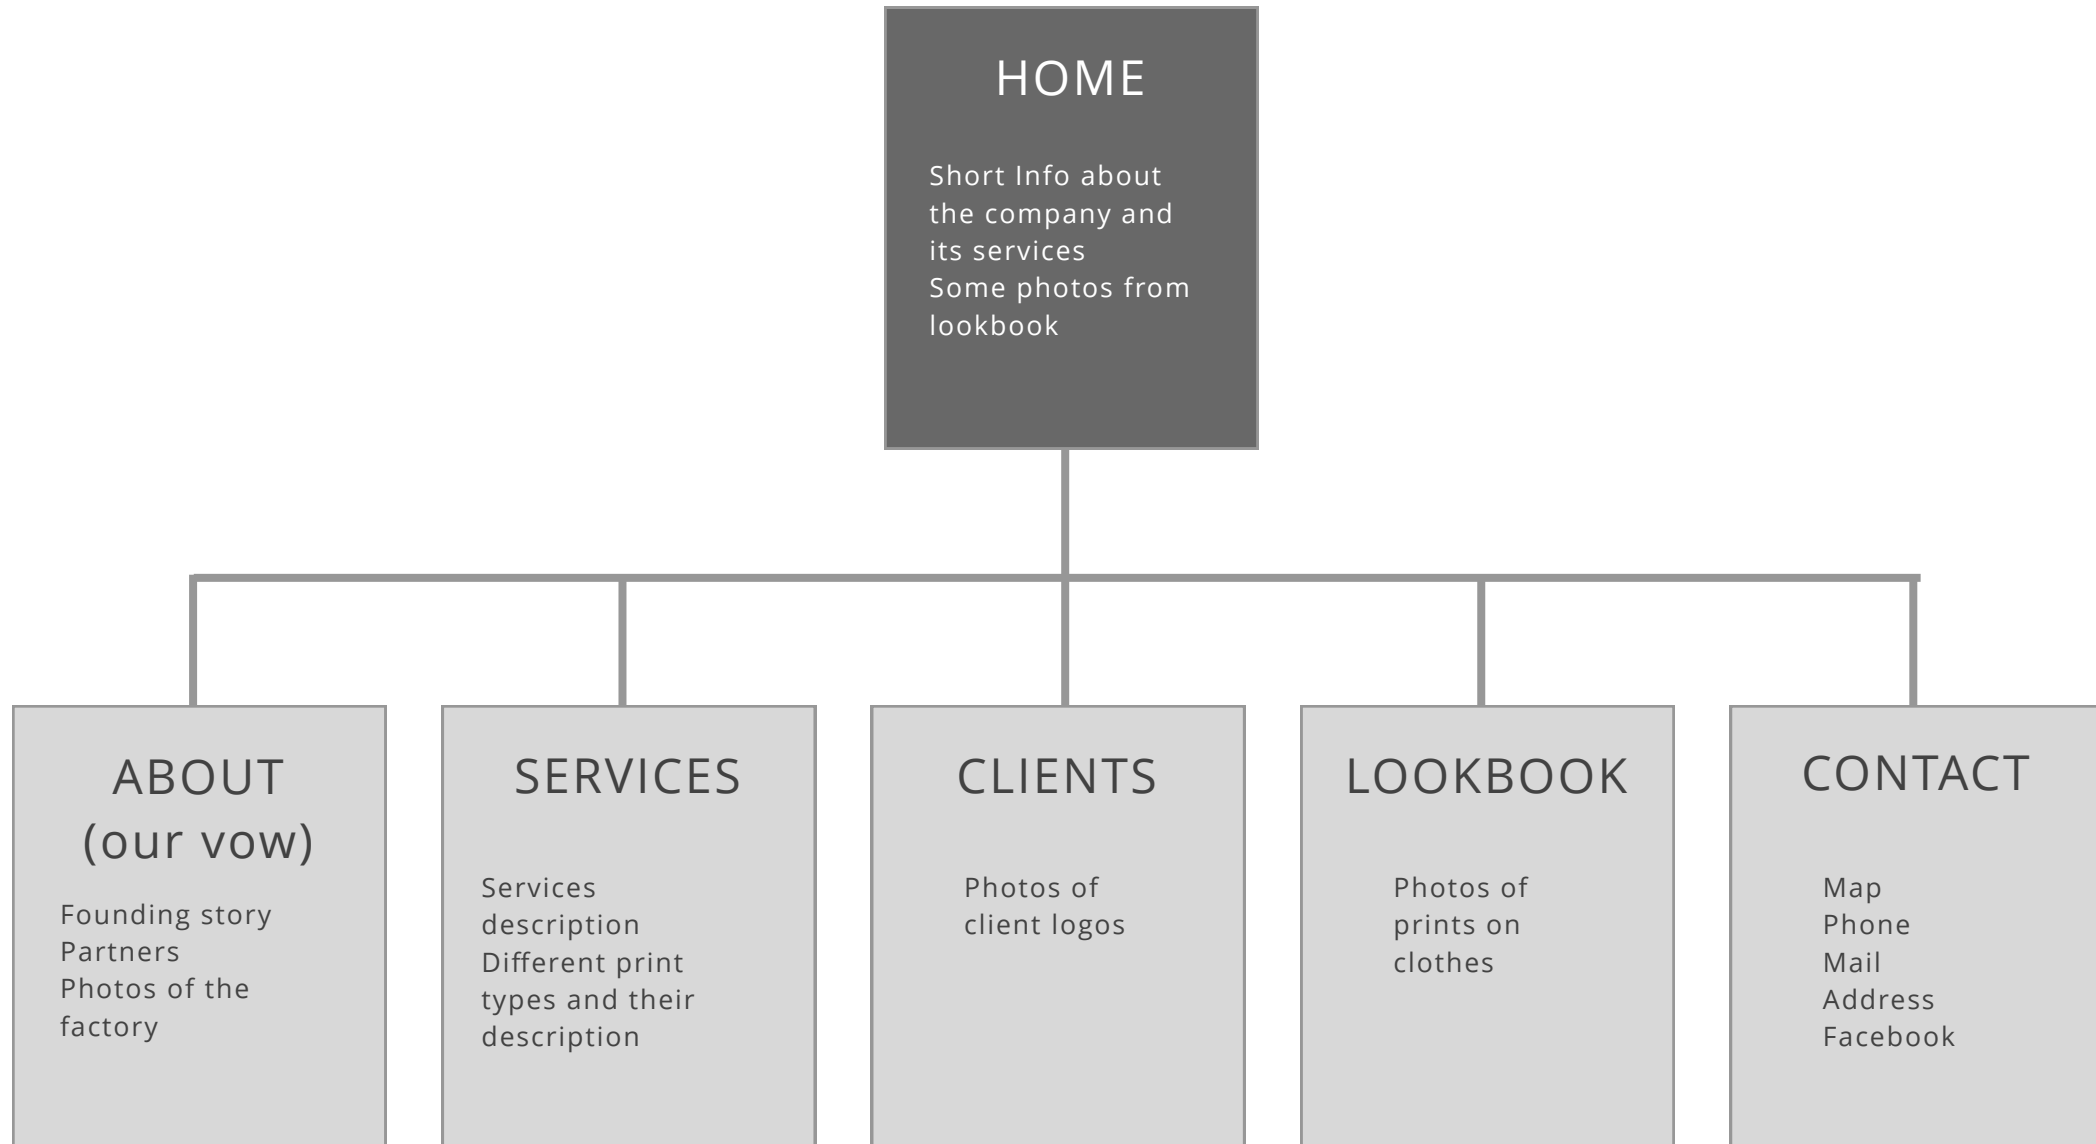 HOME
Short Info about
the company and
its services
Some photos from
lookbook
ABOUT
(our vow)
Founding story
Partners
Photos of the
factory
SERVICES
Services
description
Different print
types and their
description
CLIENTS
Photos of
client logos
LOOKBOOK
Photos of
prints on
clothes
CONTACT
Map
Phone
Mail
Address
Facebook